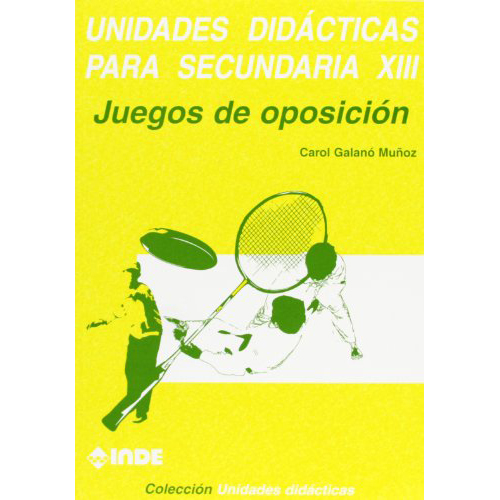 UNIDADES DIDÁCTICAS
PARA SECUNDARIA XIII
Juegos de oposición
Carol Galanó Muñoz
INDE
Colección Unidades didácticas